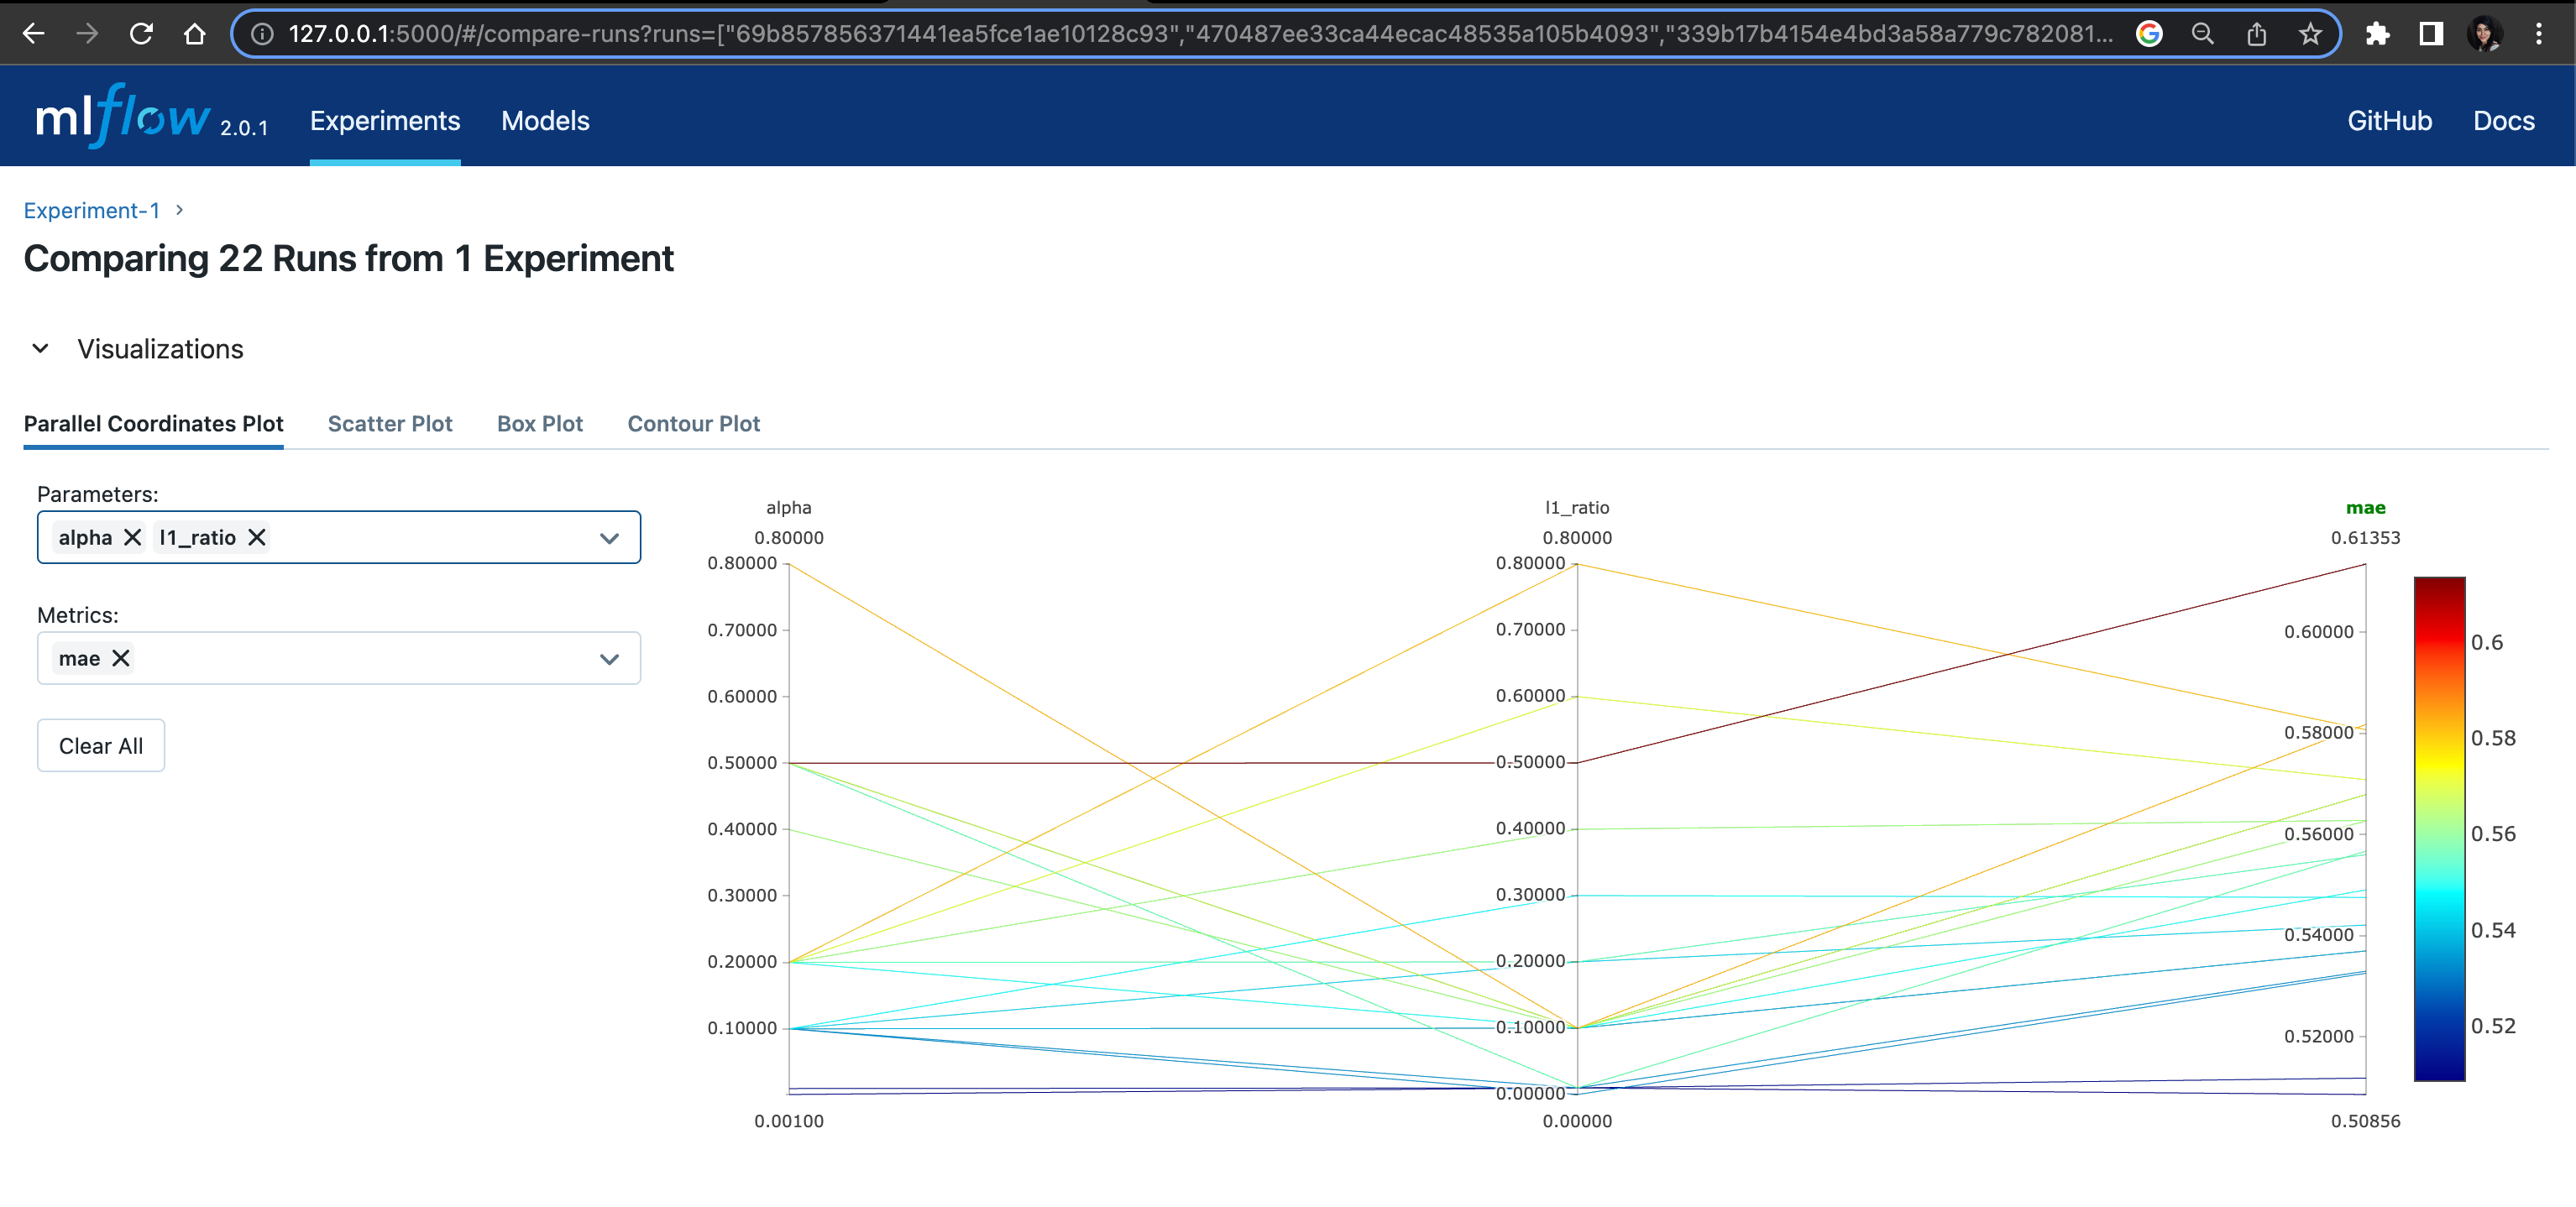 127.0.0.1:5000/#/compare-runs?runs=["69b857856371441ea5fce1ae10128c93","470487ee33ca44ecac48535a105b4093","339b17b4154e4bd3a58a779c782081...
mlflow 2.0.1 Experiments Models GitHub Docs
Experiment-1 >
Comparing 22 Runs from 1 Experiment
Visualizations
Parallel Coordinates Plot Scatter Plot Box Plot Contour Plot
Parameters:
alpha l1_ratio
Metrics:
mae
Clear All
alpha
0.80000
0.80000
0.70000
0.60000
0.50000
0.40000
0.30000
0.20000
0.10000
0.00100
l1_ratio
0.80000
0.80000
0.70000
0.60000
0.50000
0.40000
0.30000
0.20000
0.10000
0.00000
0.00000
mae
0.61353
0.60000
0.58000
0.56000
0.54000
0.52000
0.50856
0.6
0.58
0.56
0.54
0.52